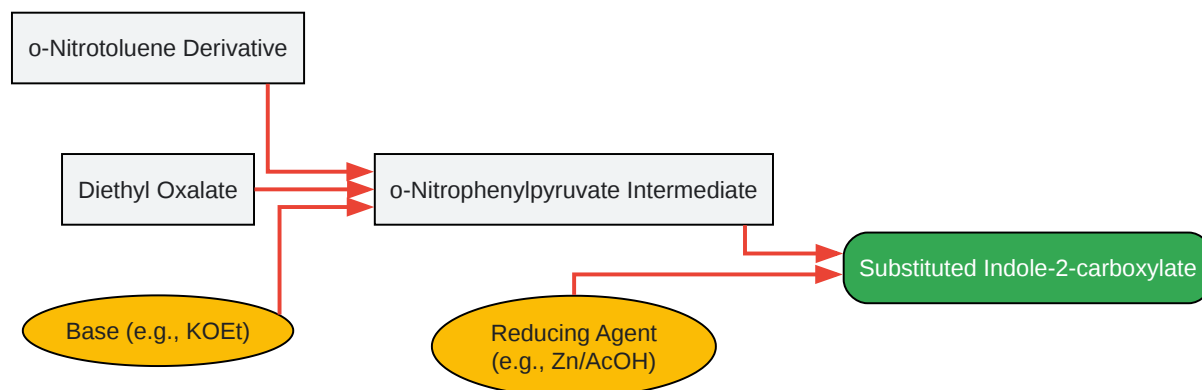 o-Nitrotoluene Derivative
Diethyl Oxalate
o-Nitrophenylpyruvate Intermediate
Base (e.g., KOEt)
Reducing Agent
(e.g., Zn/AcOH)
Substituted Indole-2-carboxylate